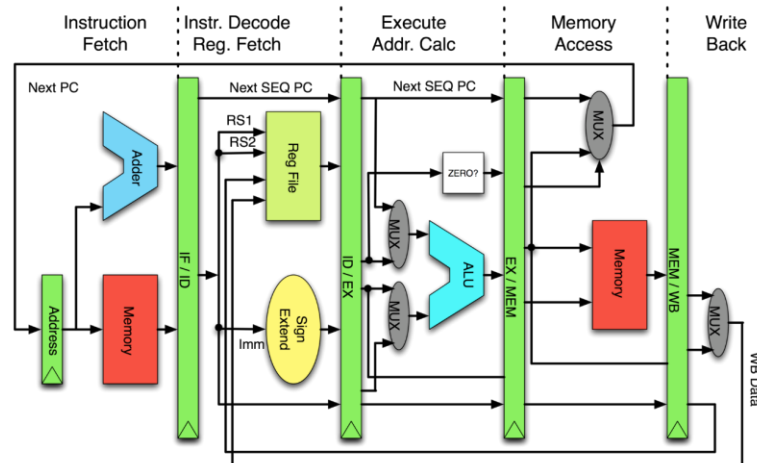 Instruction
Fetch
Instr. Decode
Reg. Fetch
Execute
Addr. Calc
Memory
Access
Write
Back
Next PC
Next SEQ PC
Next SEQ PC
RS1
RS2
Reg File
Adder
ZERO?
MUX
MUX
MUX
ALU
IF / ID
ID / EX
EX / MEM
MEM / WB
Address
Memory
Sign
Extend
Imm
Memory
MUX
WB Data